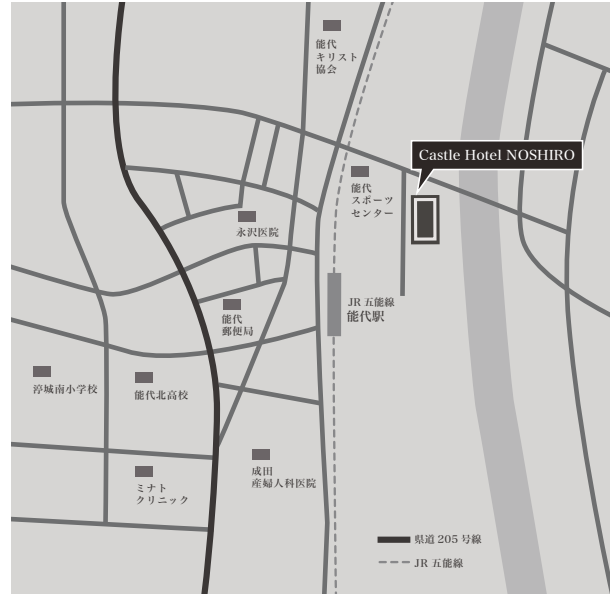 能代
キリスト
協会
Castle Hotel NOSHIRO
能代
スポーツ
センター
永沢医院
JR 五能線
能代駅
能代
郵便局
淳城南小学校
能代北高校
成田
産婦人科医院
ミナト
クリニック
県道 205 号線
JR 五能線